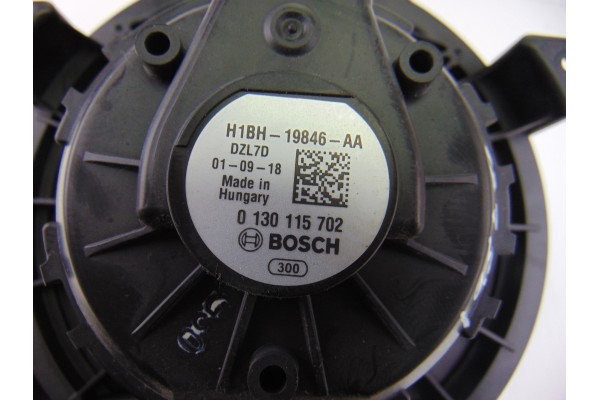 H1BH-19846-AA
DZL7D
01-09-18
Made in
Hungary
0 130 115 702
BOSCH
300